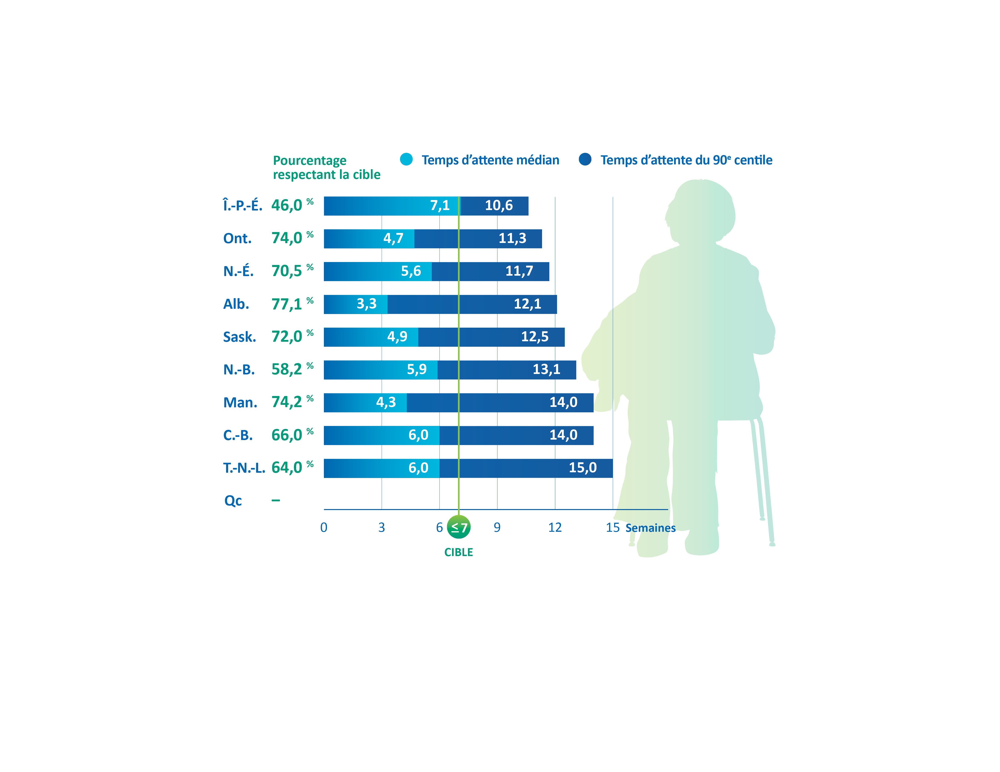 Pourcentage
respectant la cible
Temps d’attente médian
Temps d’attente du 90e centile
Î.-P.-É. 46,0 % 7,1 10,6
Ont. 74,0 % 4,7 11,3
N.-É. 70,5 % 5,6 11,7
Alb. 77,1 % 3,3 12,1
Sask. 72,0 % 4,9 12,5
N.-B. 58,2 % 5,9 13,1
Man. 74,2 % 4,3 14,0
C.-B. 66,0 % 6,0 14,0
T.-N.-L. 64,0 % 6,0 15,0
Qc –
0 3 6 ≤ 7 9 12 15 Semaines
CIBLE